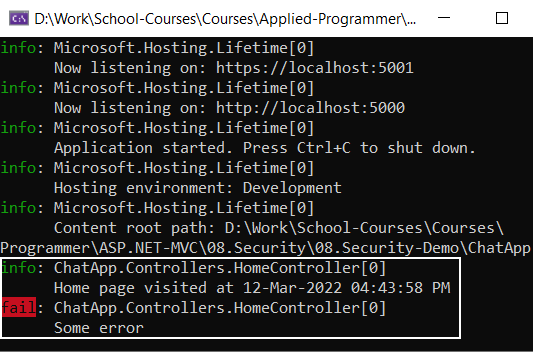 D:\Work\School-Courses\Courses\Applied-Programmer\...
info: Microsoft.Hosting.Lifetime[0]
Now listening on: https://localhost:5001
info: Microsoft.Hosting.Lifetime[0]
Now listening on: http://localhost:5000
info: Microsoft.Hosting.Lifetime[0]
Application started. Press Ctrl+C to shut down.
info: Microsoft.Hosting.Lifetime[0]
Hosting environment: Development
info: Microsoft.Hosting.Lifetime[0]
Content root path: D:\Work\School-Courses\Courses\
Programmer\ASP.NET-MVC\08.Security\08.Security-Demo\ChatApp
info: ChatApp.Controllers.HomeController[0]
Home page visited at 12-Mar-2022 04:43:58 PM
fail: ChatApp.Controllers.HomeController[0]
Some error